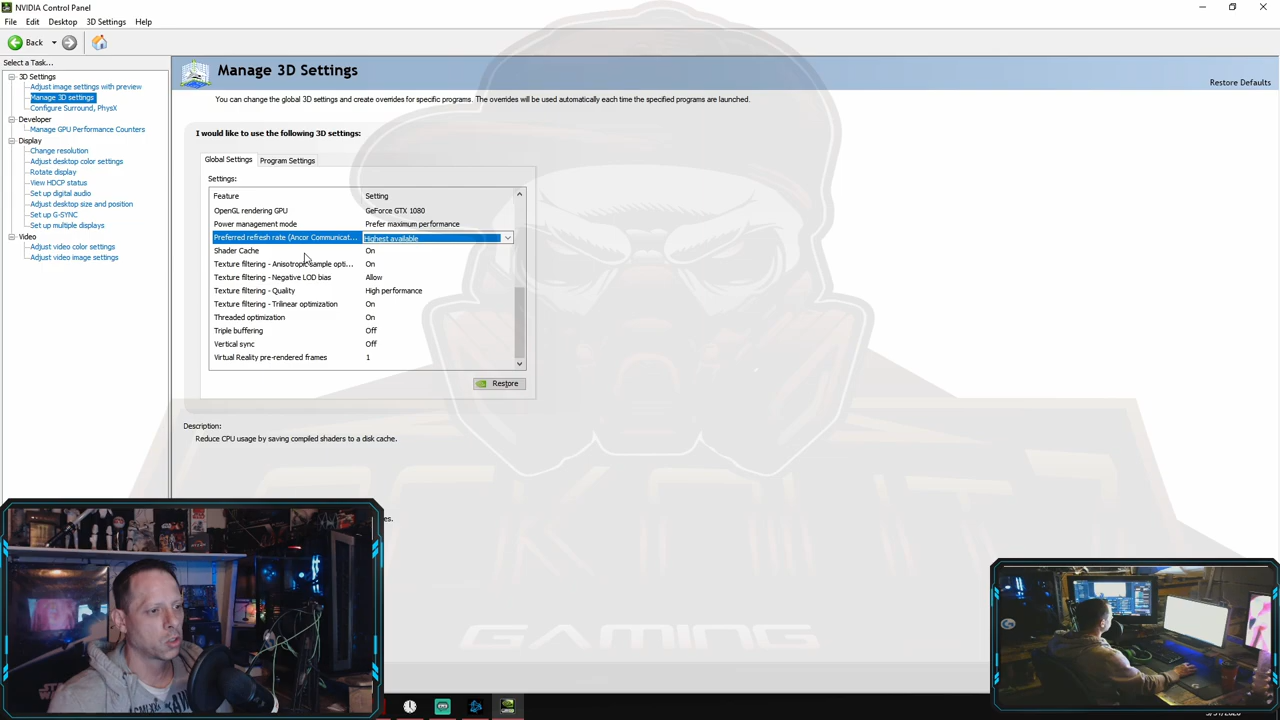 NVIDIA Control Panel
File Edit Desktop 3D Settings Help
Back
Select a Task...
3D Settings
Adjust image settings with preview
Manage 3D settings
Configure Surround, PhysX
Developer
Manage GPU Performance Counters
Display
Change resolution
Adjust desktop color settings
Rotate display
View HDCP status
Set up digital audio
Adjust desktop size and position
Set up G-SYNC
Set up multiple displays
Video
Adjust video color settings
Adjust video image settings
Manage 3D Settings
Restore Defaults
You can change the global 3D settings and create overrides for specific programs. The overrides will be used automatically each time the specified programs are launched.
I would like to use the following 3D settings:
Global Settings Program Settings
Settings:
Feature Setting
OpenGL rendering GPU GeForce GTX 1080
Power management mode Prefer maximum performance
Preferred refresh rate (Ancor Communicat... Highest available
Shader Cache On
Texture filtering - Anisotropic sample opti... On
Texture filtering - Negative LOD bias Allow
Texture filtering - Quality High performance
Texture filtering - Trilinear optimization On
Threaded optimization On
Triple buffering Off
Vertical sync Off
Virtual Reality pre-rendered frames 1
Restore
Description:
Reduce CPU usage by saving compiled shaders to a disk cache.
es.
GAMING